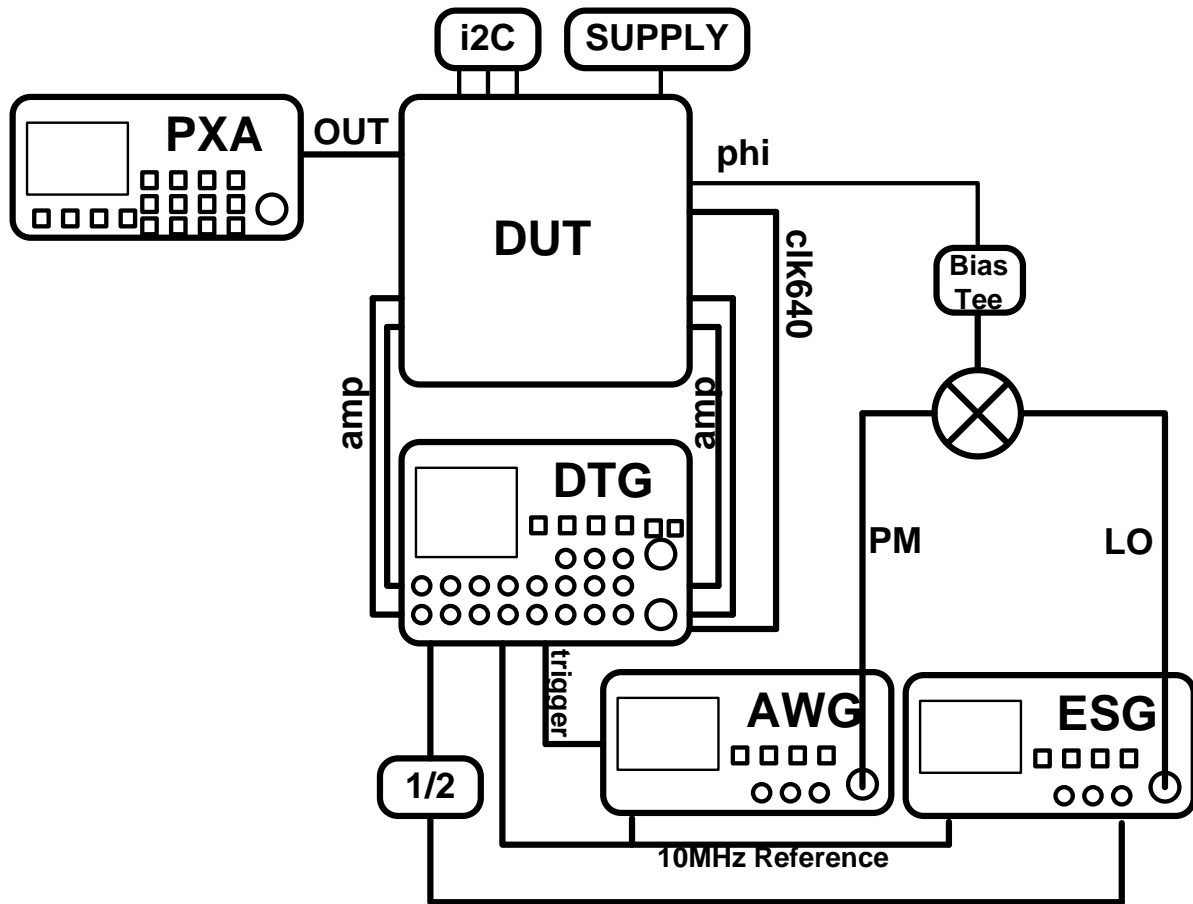 i2C
SUPPLY
PXA
OUT
phi
DUT
clk640
Bias
Tee
amp
amp
DTG
PM
LO
trigger
AWG
ESG
1/2
10MHz Reference